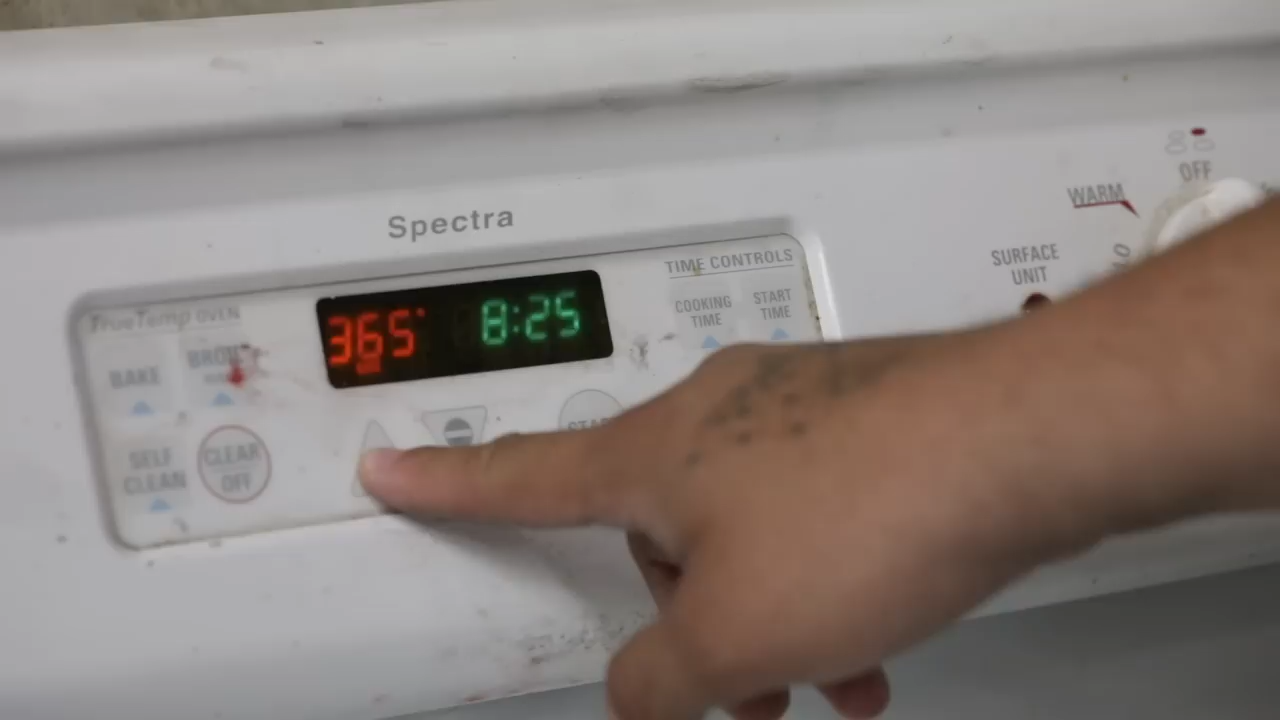 Spectra
TrueTemp OVEN
BAKE
SELF
CLEAN
CLEAR
OFF
365°
8:25
TIME CONTROLS
COOKING
TIME
START
TIME
SURFACE
UNIT
WARM
OFF